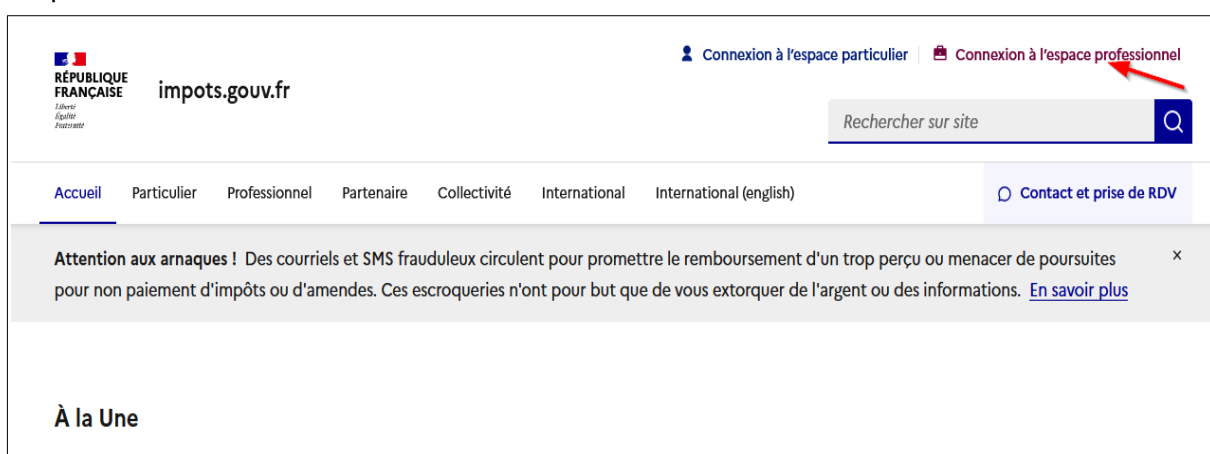 Connexion à l'espace particulier
Connexion à l'espace professionnel
RÉPUBLIQUE
FRANÇAISE
Liberté
Égalité
Fraternité
impots.gouv.fr
Rechercher sur site
Accueil Particulier Professionnel Partenaire Collectivité International International (english) Contact et prise de RDV
Attention aux arnaques ! Des courriels et SMS frauduleux circulent pour promettre le remboursement d'un trop perçu ou menacer de poursuites x
pour non paiement d'impôts ou d'amendes. Ces escroqueries n'ont pour but que de vous extorquer de l'argent ou des informations. En savoir plus
À la Une